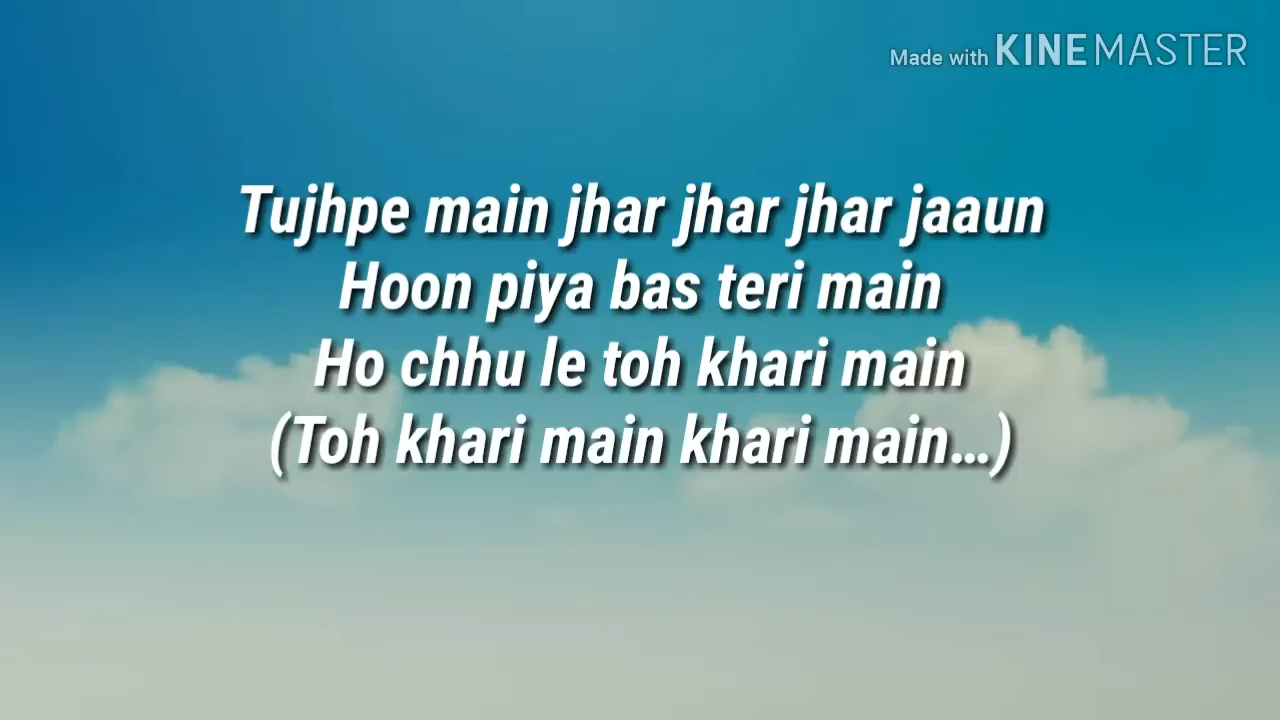 Made with KINEMASTER
Tujhpe main jhar jhar jhar jaaun
Hoon piya bas teri main
Ho chhu le toh khari main
(Toh khari main khari main...)